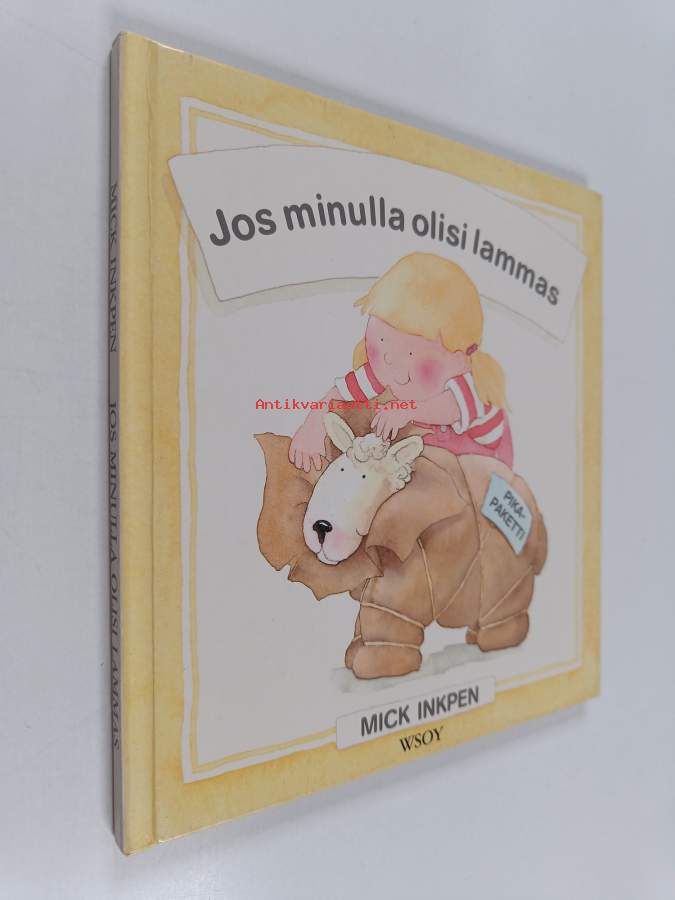 Jos minulla olisi lammas
Antikvariaatti.net
PIKA-
PAKETTI
MICK INKPEN
WSOY
MICK INKPEN JOS MINULLA OLISI LAMMAS